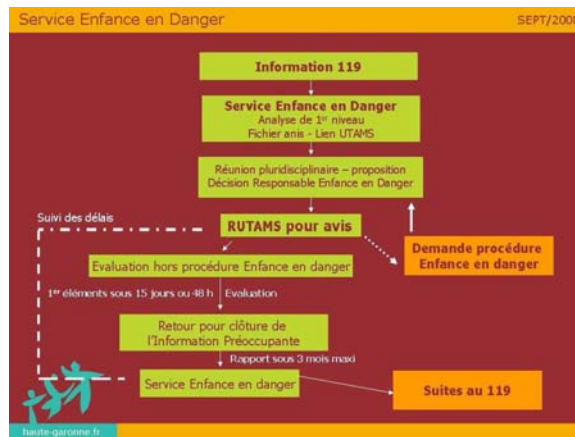 Service Enfance en Danger
SEPT/200
Information 119
Service Enfance en Danger
Analyse de 1er niveau
Fichier anis - Lien UTAMS
Réunion pluridisciplinaire – proposition
Décision Responsable Enfance en Danger
Suivi des délais
RUTAMS pour avis
Demande procédure
Enfance en danger
Evaluation hors procédure Enfance en danger
1er éléments sous 15 jours ou 48 h
Evaluation
Retour pour clôture de
l'Information Préoccupante
Rapport sous 3 mois maxi
Service Enfance en danger
Suites au 119
haute-garonne.fr